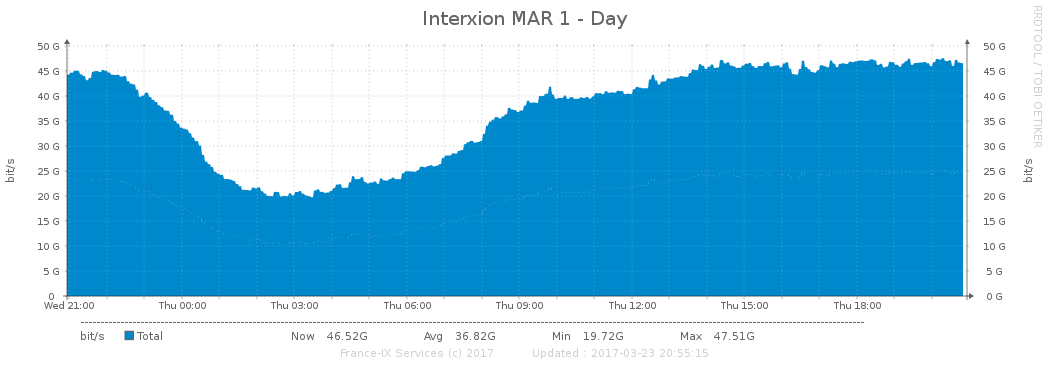 Interxion MAR 1 - Day
RRDTOOL / TOBI OETIKER
50 G 50 G
45 G 45 G
40 G 40 G
35 G 35 G
30 G 30 G
25 G 25 G
20 G 20 G
15 G 15 G
10 G 10 G
5 G 5 G
0 0 G
bit/s bit/s
Wed 21:00 Thu 00:00 Thu 03:00 Thu 06:00 Thu 09:00 Thu 12:00 Thu 15:00 Thu 18:00
bit/s Total Now 46.52G Avg 36.82G Min 19.72G Max 47.51G
France-IX Services (c) 2017 Updated : 2017-03-23 20:55:15